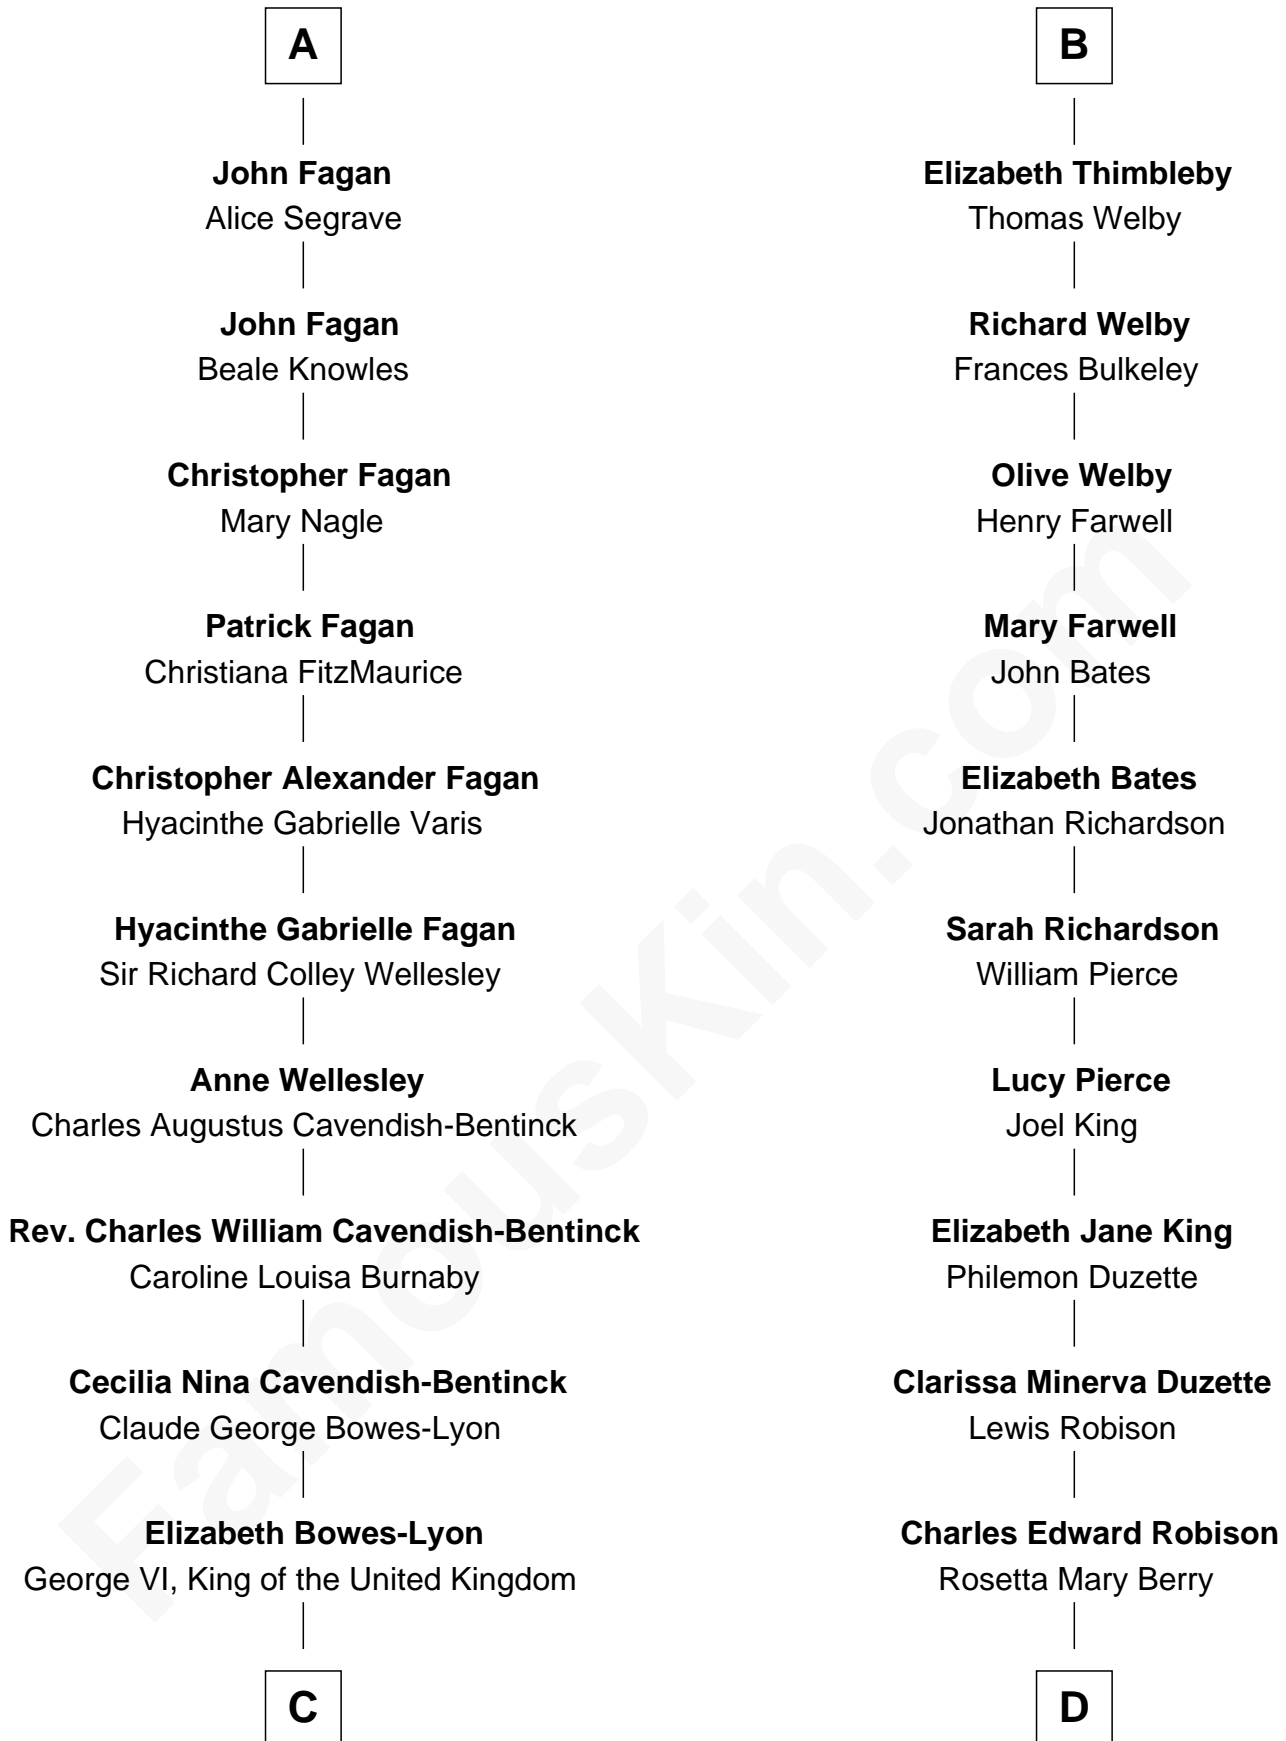 A
John Fagan
Alice Segrave
John Fagan
Beale Knowles
Christopher Fagan
Mary Nagle
Patrick Fagan
Christiana FitzMaurice
Christopher Alexander Fagan
Hyacinthe Gabrielle Varis
Hyacinthe Gabrielle Fagan
Sir Richard Colley Wellesley
Anne Wellesley
Charles Augustus Cavendish-Bentinck
Rev. Charles William Cavendish-Bentinck
Caroline Louisa Burnaby
Cecilia Nina Cavendish-Bentinck
Claude George Bowes-Lyon
Elizabeth Bowes-Lyon
George VI, King of the United Kingdom
C
B
Elizabeth Thimbleby
Thomas Welby
Richard Welby
Frances Bulkeley
Olive Welby
Henry Farwell
Mary Farwell
John Bates
Elizabeth Bates
Jonathan Richardson
Sarah Richardson
William Pierce
Lucy Pierce
Joel King
Elizabeth Jane King
Philemon Duzette
Clarissa Minerva Duzette
Lewis Robison
Charles Edward Robison
Rosetta Mary Berry
D
FamousKin.com